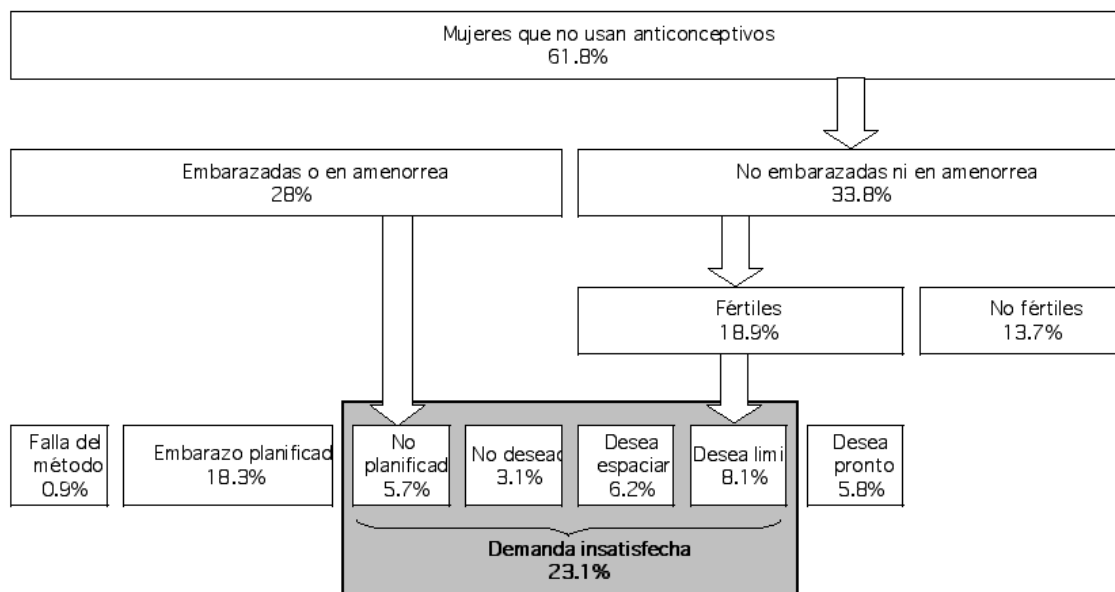 Mujeres que no usan anticonceptivos
61.8%
Embarazadas o en amenorrea
28%
No embarazadas ni en amenorrea
33.8%
Fértiles
18.9%
No fértiles
13.7%
Falla del
método
0.9%
Embarazo planificad
18.3%
No
planificad
5.7%
No desead
3.1%
Desea
espaciar
6.2%
Desea limi
8.1%
Desea
pronto
5.8%
Demanda insatisfecha
23.1%